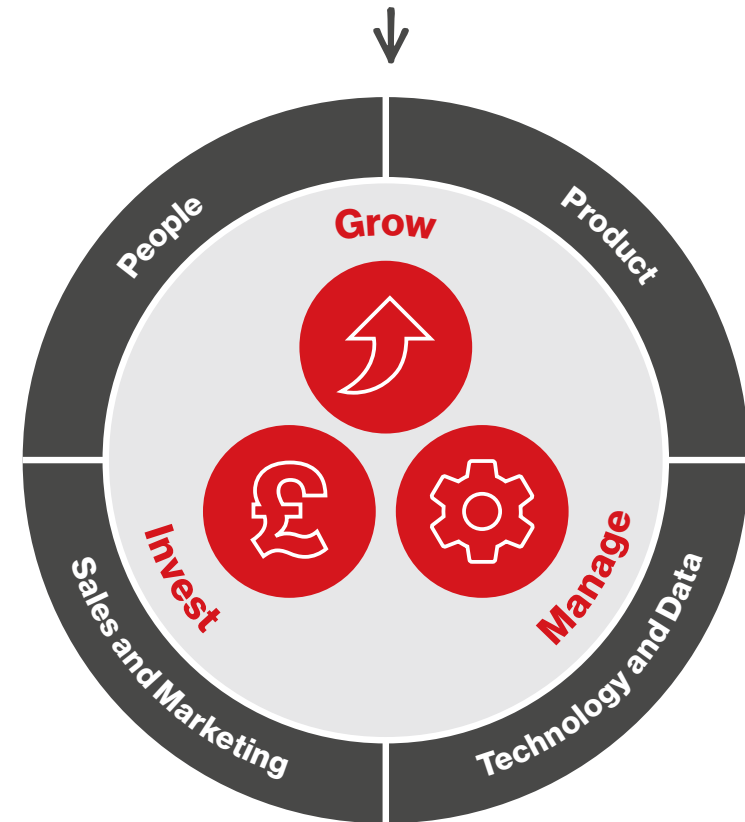 People
Product
Grow
£
Invest
Manage
Sales and Marketing
Technology and Data